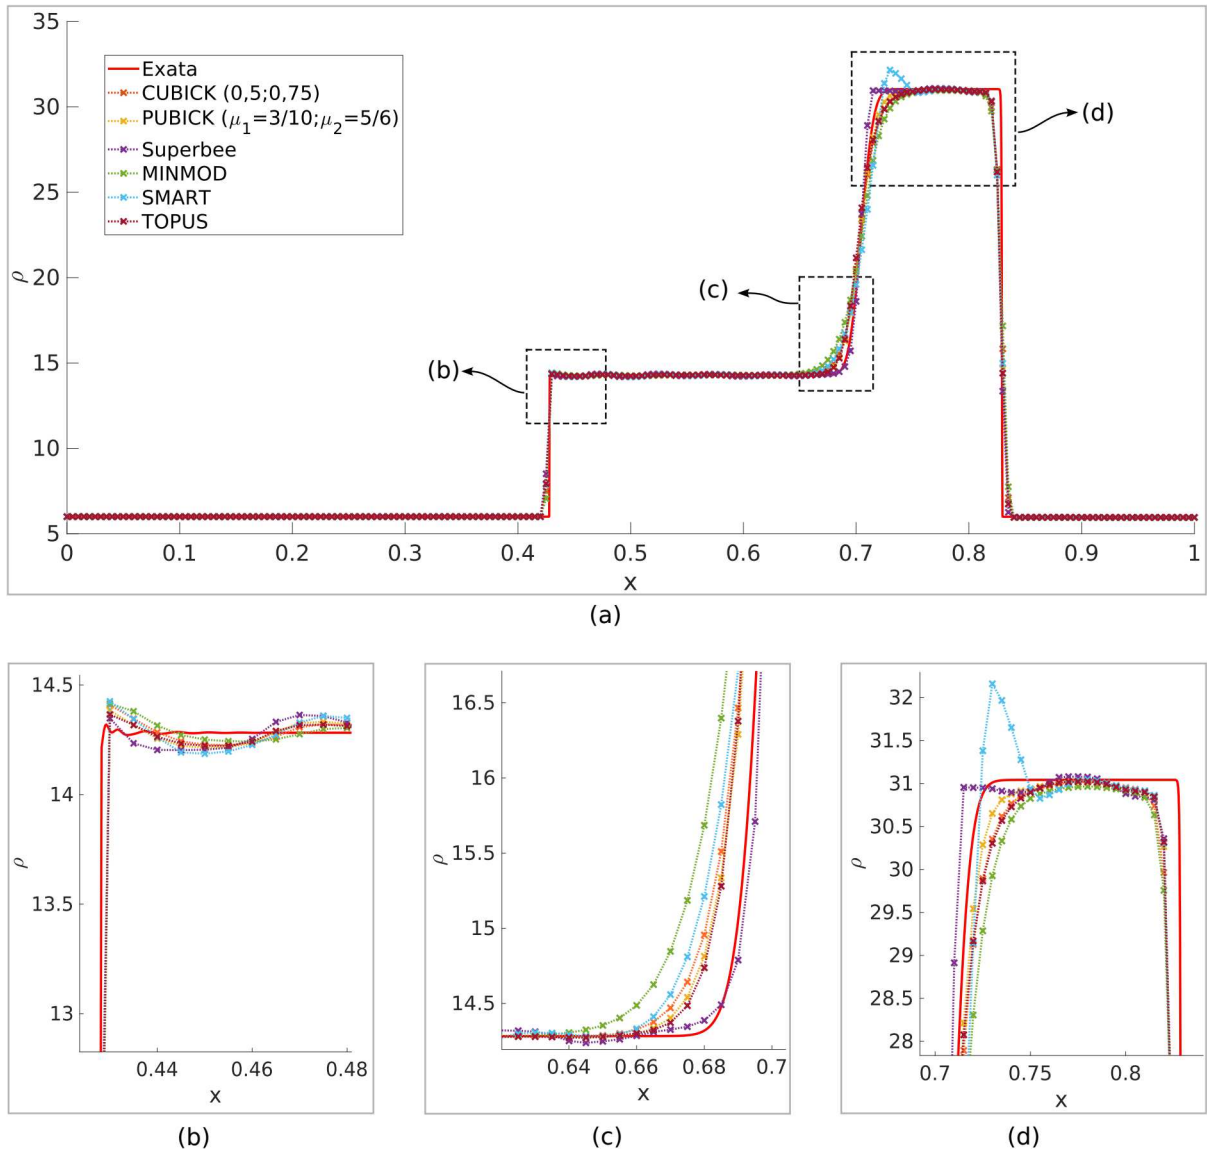 35
30
25
20
15
10
5
ρ
0 0.1 0.2 0.3 0.4 0.5 0.6 0.7 0.8 0.9 1
x
Exata
CUBICK (0,5;0,75)
PUBICK (μ1=3/10;μ2=5/6)
Superbee
MINMOD
SMART
TOPUS
(b)
(c)
(d)
(a)
14.5
14
13.5
13
ρ
0.44 0.46 0.48
x
(b)
16.5
16
15.5
15
14.5
ρ
0.64 0.66 0.68 0.7
x
(c)
32
31.5
31
30.5
30
29.5
29
28.5
28
ρ
0.7 0.75 0.8
x
(d)